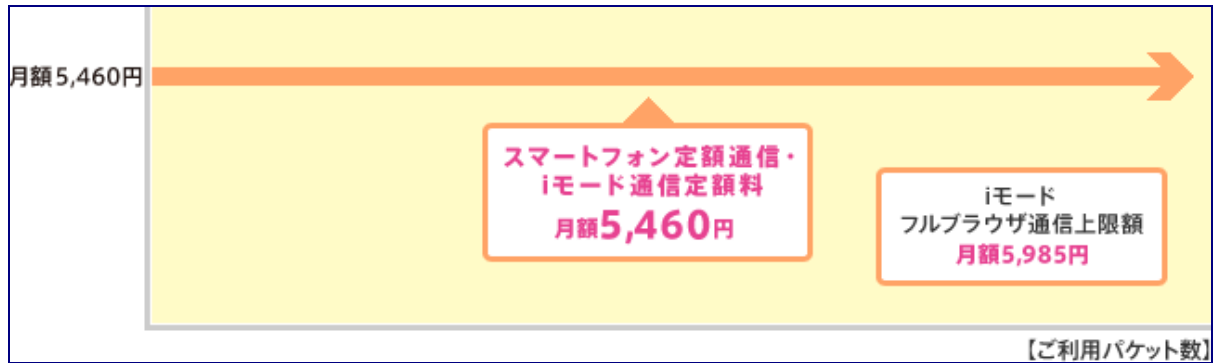 月額5,460円
スマートフォン定額通信・
iモード通信定額料
月額5,460円
iモード
フルブラウザ通信上限額
月額5,985円
【ご利用パケット数】